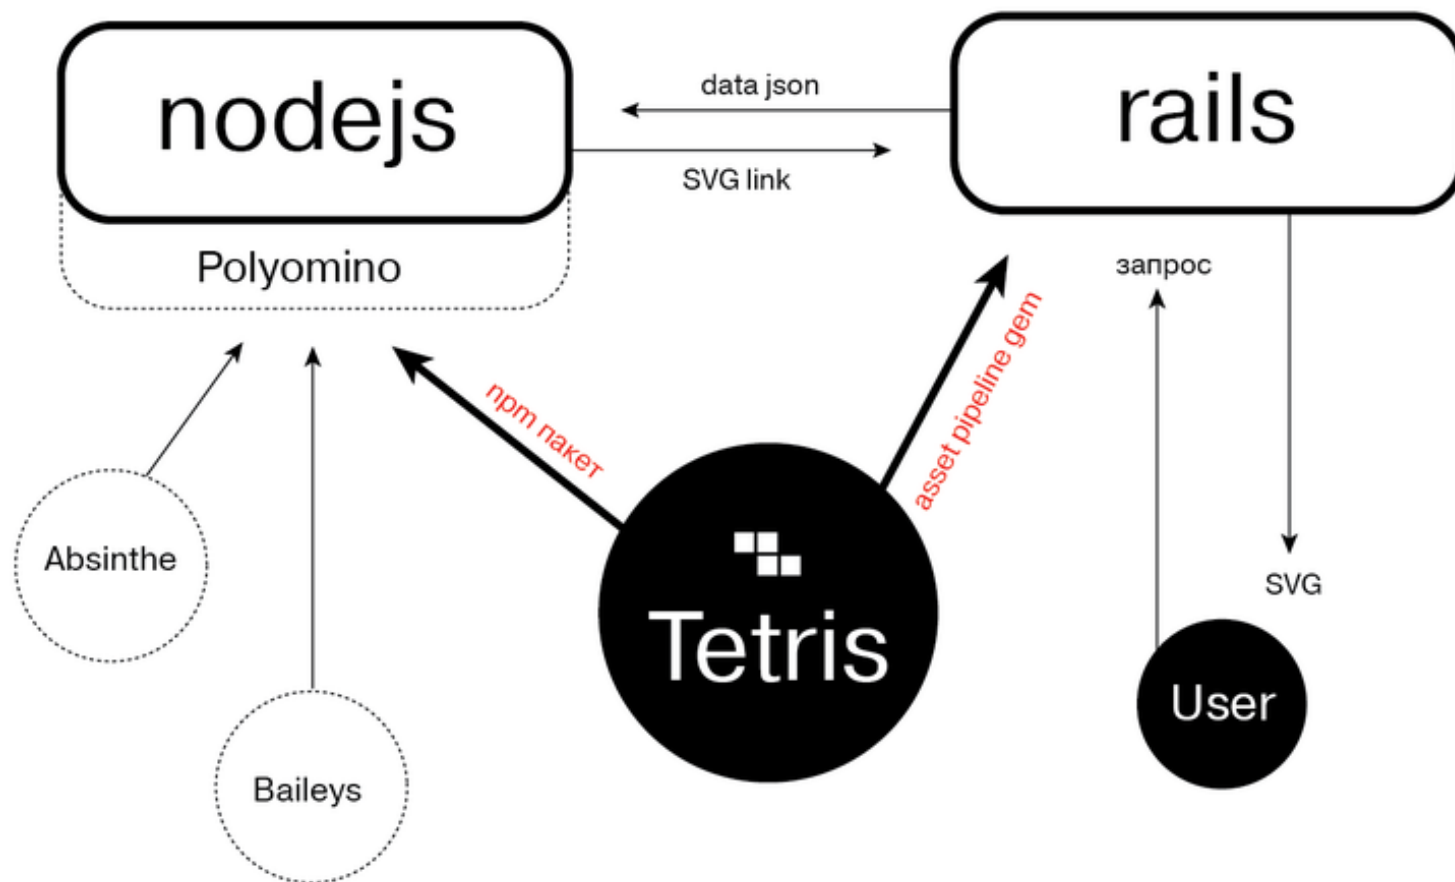 nodejs
data json
rails
SVG link
Polyomino
запрос
npm пакет
asset pipeline gem
Absinthe
Tetris
SVG
User
Baileys